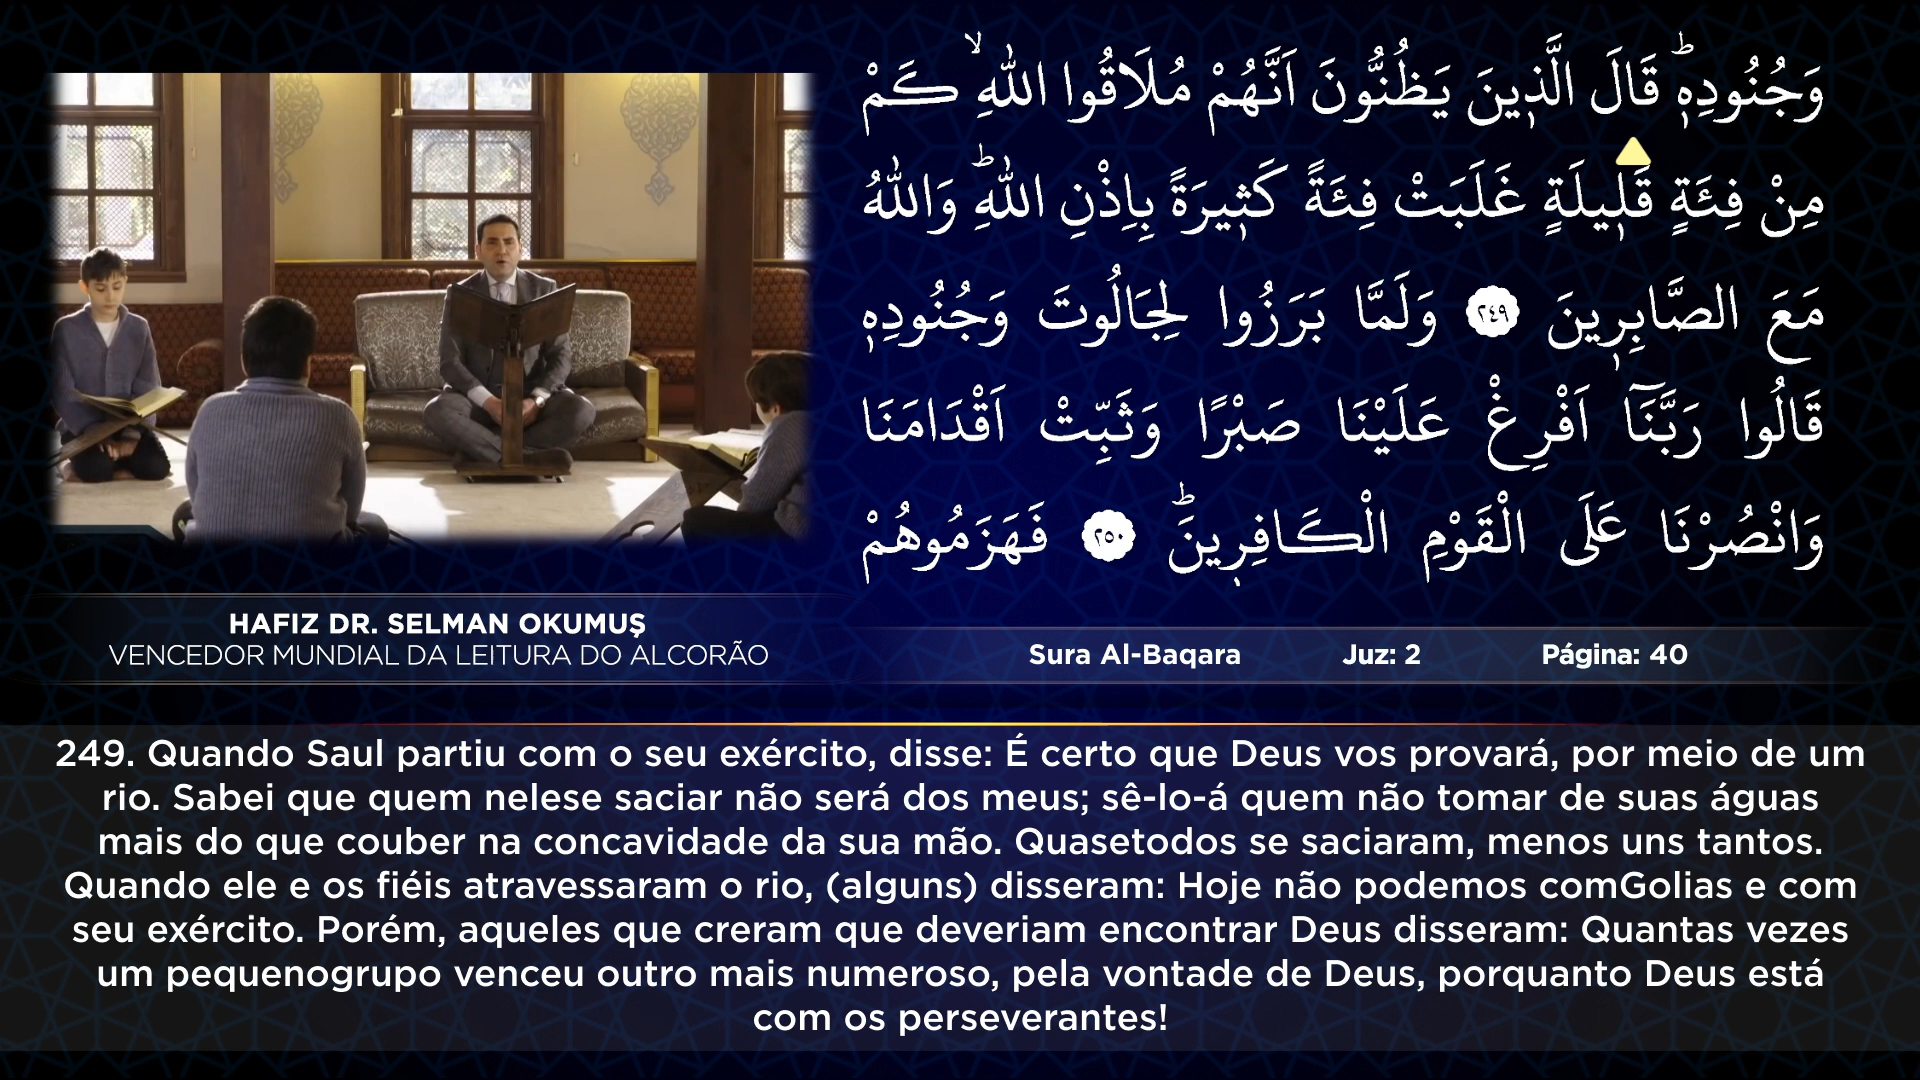 وَجُنُودِهٖۜ قَالَ الَّذٖينَ يَظُنُّونَ اَنَّهُمْ مُلَاقُوا اللّٰهِۙ كَمْ
مِنْ فِئَةٍ قَلٖيلَةٍ غَلَبَتْ فِئَةً كَثٖيرَةً بِاِذْنِ اللّٰهِؕ وَاللّٰهُ
مَعَ الصَّابِرٖينَ ٢٤٩ وَلَمَّا بَرَزُوا لِجَالُوتَ وَجُنُودِهٖ
قَالُوا رَبَّنَٓا اَفْرِغْ عَلَيْنَا صَبْرًا وَثَبِّتْ اَقْدَامَنَا
وَانْصُرْنَا عَلَى الْقَوْمِ الْكَافِرٖينَؕ ٢٥٠ فَهَزَمُوهُمْ
HAFIZ DR. SELMAN OKUMUŞ
VENCEDOR MUNDIAL DA LEITURA DO ALCORÃO
Sura Al-Baqara Juz: 2 Página: 40
249. Quando Saul partiu com o seu exército, disse: É certo que Deus vos provará, por meio de um
rio. Sabei que quem nelese saciar não será dos meus; sê-lo-á quem não tomar de suas águas
mais do que couber na concavidade da sua mão. Quasetodos se saciaram, menos uns tantos.
Quando ele e os fiéis atravessaram o rio, (alguns) disseram: Hoje não podemos comGolias e com
seu exército. Porém, aqueles que creram que deveriam encontrar Deus disseram: Quantas vezes
um pequenogrupo venceu outro mais numeroso, pela vontade de Deus, porquanto Deus está
com os perseverantes!